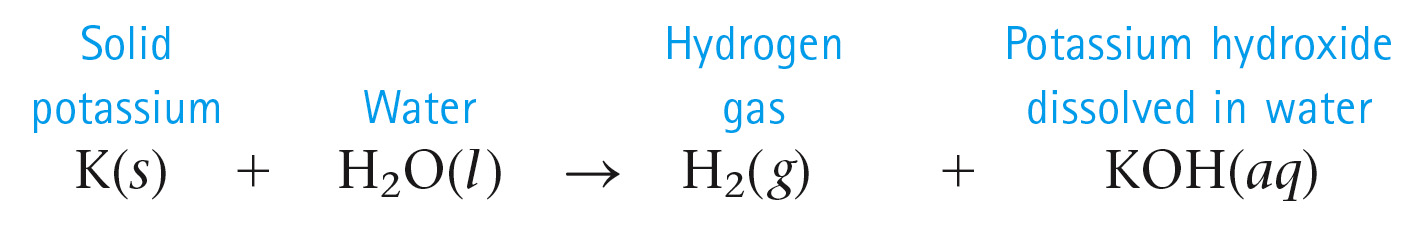 Solid Hydrogen Potassium hydroxide
potassium Water gas dissolved in water
K(s) + H₂O(l) → H₂(g) + KOH(aq)